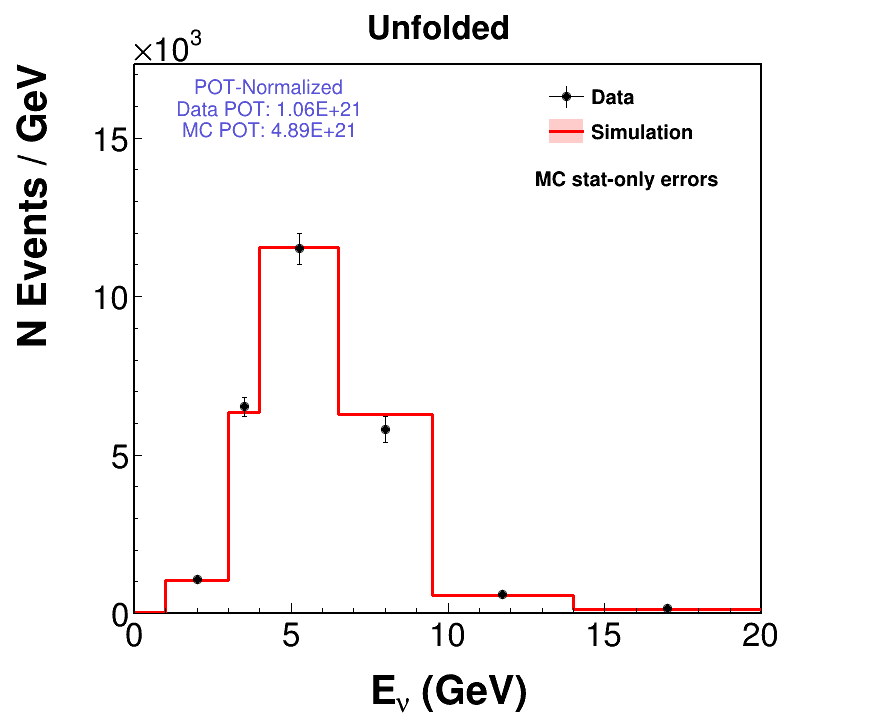 Unfolded
×10³
POT-Normalized
Data POT: 1.06E+21
MC POT: 4.89E+21
Data
Simulation
MC stat-only errors
N Events / GeV
15
10
5
0
0 5 10 15 20
Eν (GeV)